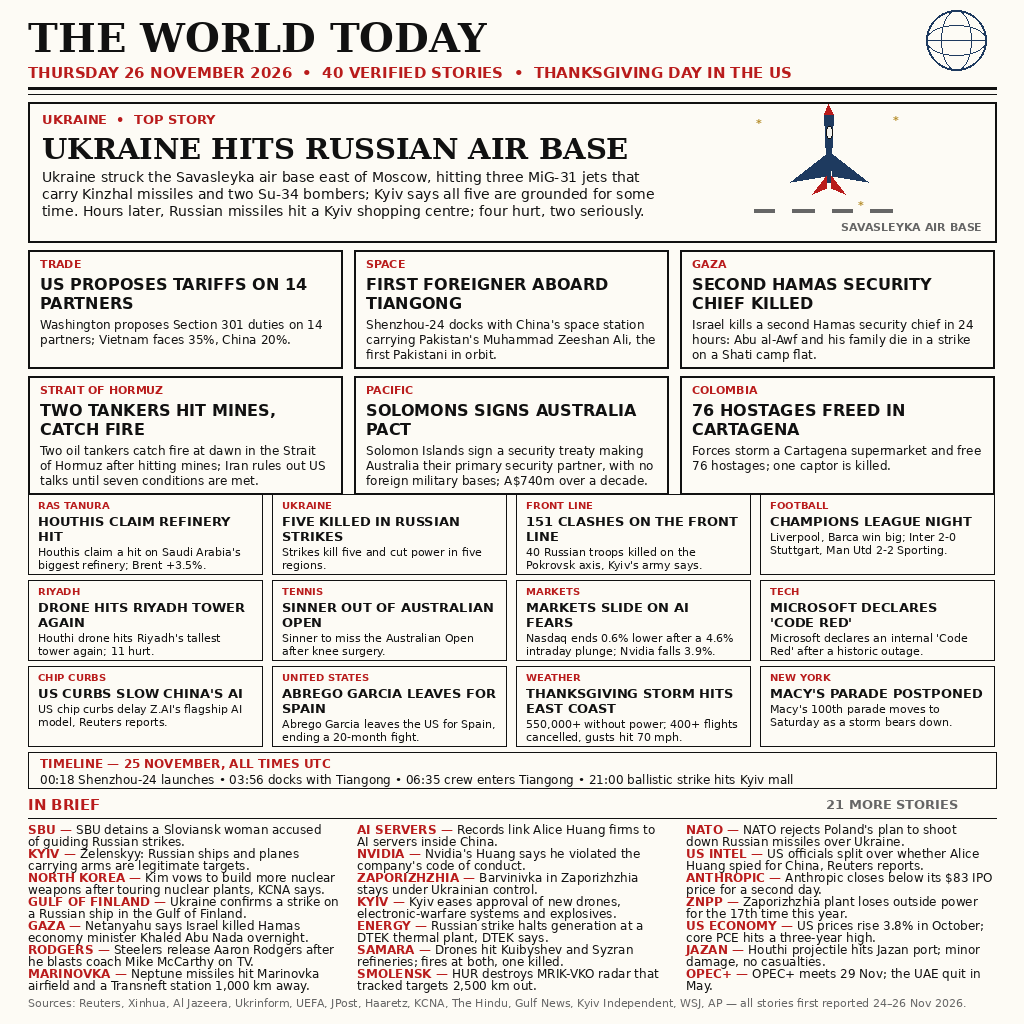 THE WORLD TODAY
THURSDAY 26 NOVEMBER 2026 • 40 VERIFIED STORIES • THANKSGIVING DAY IN THE US
UKRAINE • TOP STORY
UKRAINE HITS RUSSIAN AIR BASE
Ukraine struck the Savasleyka air base east of Moscow, hitting three MiG-31 jets that
carry Kinzhal missiles and two Su-34 bombers; Kyiv says all five are grounded for some
time. Hours later, Russian missiles hit a Kyiv shopping centre; four hurt, two seriously.
SAVASLEYKA AIR BASE
TRADE
US PROPOSES TARIFFS ON 14
PARTNERS
Washington proposes Section 301 duties on 14
partners; Vietnam faces 35%, China 20%.
SPACE
FIRST FOREIGNER ABOARD
TIANGONG
Shenzhou-24 docks with China's space station
carrying Pakistan's Muhammad Zeeshan Ali, the
first Pakistani in orbit.
GAZA
SECOND HAMAS SECURITY
CHIEF KILLED
Israel kills a second Hamas security chief in 24
hours: Abu al-Awf and his family die in a strike
on a Shati camp flat.
STRAIT OF HORMUZ
TWO TANKERS HIT MINES,
CATCH FIRE
Two oil tankers catch fire at dawn in the Strait
of Hormuz after hitting mines; Iran rules out US
talks until seven conditions are met.
PACIFIC
SOLOMONS SIGNS AUSTRALIA
PACT
Solomon Islands sign a security treaty making
Australia their primary security partner, with no
foreign military bases; A$740m over a decade.
COLOMBIA
76 HOSTAGES FREED IN
CARTAGENA
Forces storm a Cartagena supermarket and free
76 hostages; one captor is killed.
RAS TANURA
HOUTHIS CLAIM REFINERY
HIT
Houthis claim a hit on Saudi Arabia's
biggest refinery; Brent +3.5%.
UKRAINE
FIVE KILLED IN RUSSIAN
STRIKES
Strikes kill five and cut power in five
regions.
FRONT LINE
151 CLASHES ON THE FRONT
LINE
40 Russian troops killed on the
Pokrovsk axis, Kyiv's army says.
FOOTBALL
CHAMPIONS LEAGUE NIGHT
Liverpool, Barca win big; Inter 2-0
Stuttgart, Man Utd 2-2 Sporting.
RIYADH
DRONE HITS RIYADH TOWER
AGAIN
Houthi drone hits Riyadh's tallest
tower again; 11 hurt.
TENNIS
SINNER OUT OF AUSTRALIAN
OPEN
Sinner to miss the Australian Open
after knee surgery.
MARKETS
MARKETS SLIDE ON AI
FEARS
Nasdaq ends 0.6% lower after a 4.6%
intraday plunge; Nvidia falls 3.9%.
TECH
MICROSOFT DECLARES
'CODE RED'
Microsoft declares an internal 'Code
Red' after a historic outage.
CHIP CURBS
US CURBS SLOW CHINA'S AI
US chip curbs delay Z.AI's flagship AI
model, Reuters reports.
UNITED STATES
ABREGO GARCIA LEAVES FOR
SPAIN
Abrego Garcia leaves the US for Spain,
ending a 20-month fight.
WEATHER
THANKSGIVING STORM HITS
EAST COAST
550,000+ without power; 400+ flights
cancelled, gusts hit 70 mph.
NEW YORK
MACY'S PARADE POSTPONED
Macy's 100th parade moves to
Saturday as a storm bears down.
TIMELINE — 25 NOVEMBER, ALL TIMES UTC
00:18 Shenzhou-24 launches • 03:56 docks with Tiangong • 06:35 crew enters Tiangong • 21:00 ballistic strike hits Kyiv mall
IN BRIEF
21 MORE STORIES
SBU — SBU detains a Sloviansk woman accused
of guiding Russian strikes.
KYIV — Zelenskyy: Russian ships and planes
carrying arms are legitimate targets.
NORTH KOREA — Kim vows to build more nuclear
weapons after touring nuclear plants, KCNA says.
GULF OF FINLAND — Ukraine confirms a strike on
a Russian ship in the Gulf of Finland.
GAZA — Netanyahu says Israel killed Hamas
economy minister Khaled Abu Nada overnight.
RODGERS — Steelers release Aaron Rodgers after
he blasts coach Mike McCarthy on TV.
MARINOVKA — Neptune missiles hit Marinovka
airfield and a Transneft station 1,000 km away.
AI SERVERS — Records link Alice Huang firms to
AI servers inside China.
NVIDIA — Nvidia's Huang says he violated the
company's code of conduct.
ZAPORIZHZHIA — Barvinivka in Zaporizhzhia
stays under Ukrainian control.
KYIV — Kyiv eases approval of new drones,
electronic-warfare systems and explosives.
ENERGY — Russian strike halts generation at a
DTEK thermal plant, DTEK says.
SAMARA — Drones hit Kuibyshev and Syzran
refineries; fires at both, one killed.
SMOLENSK — HUR destroys MRIK-VKO radar that
tracked targets 2,500 km out.
NATO — NATO rejects Poland's plan to shoot
down Russian missiles over Ukraine.
US INTEL — US officials split over whether Alice
Huang spied for China, Reuters reports.
ANTHROPIC — Anthropic closes below its $83 IPO
price for a second day.
ZNPP — Zaporizhzhia plant loses outside power
for the 17th time this year.
US ECONOMY — US prices rise 3.8% in October;
core PCE hits a three-year high.
JAZAN — Houthi projectile hits Jazan port; minor
damage, no casualties.
OPEC+ — OPEC+ meets 29 Nov; the UAE quit in
May.
Sources: Reuters, Xinhua, Al Jazeera, Ukrinform, UEFA, JPost, Haaretz, KCNA, The Hindu, Gulf News, Kyiv Independent, WSJ, AP — all stories first reported 24–26 Nov 2026.